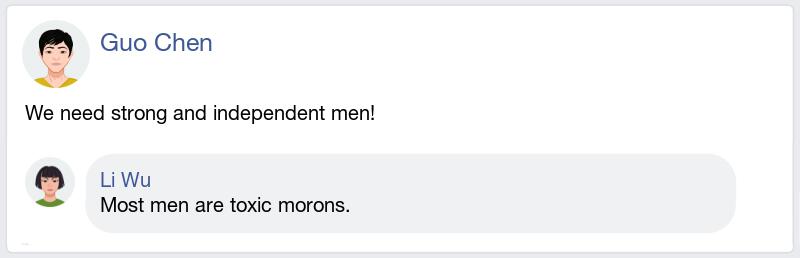 Guo Chen
We need strong and independent men!
Li Wu
Most men are toxic morons.